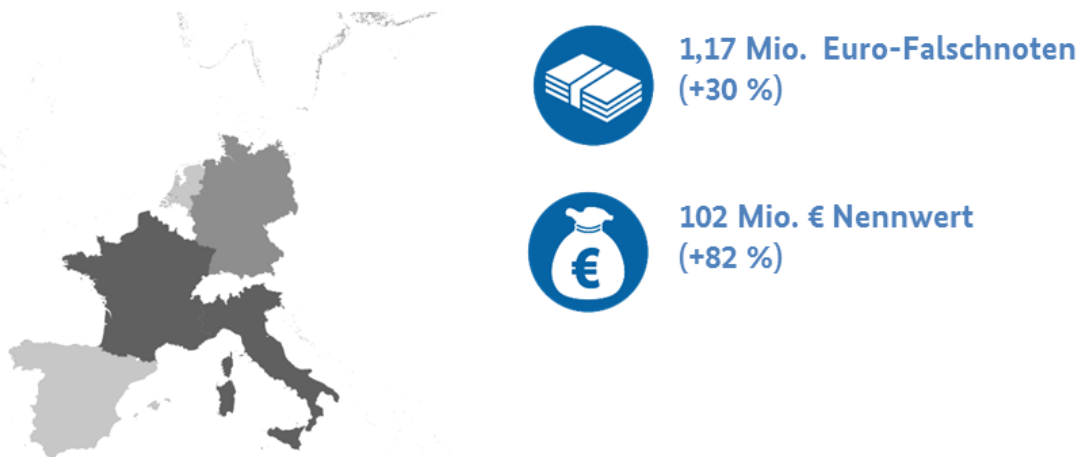 1,17 Mio. Euro-Falschnoten
(+30 %)
€
102 Mio. € Nennwert
(+82 %)